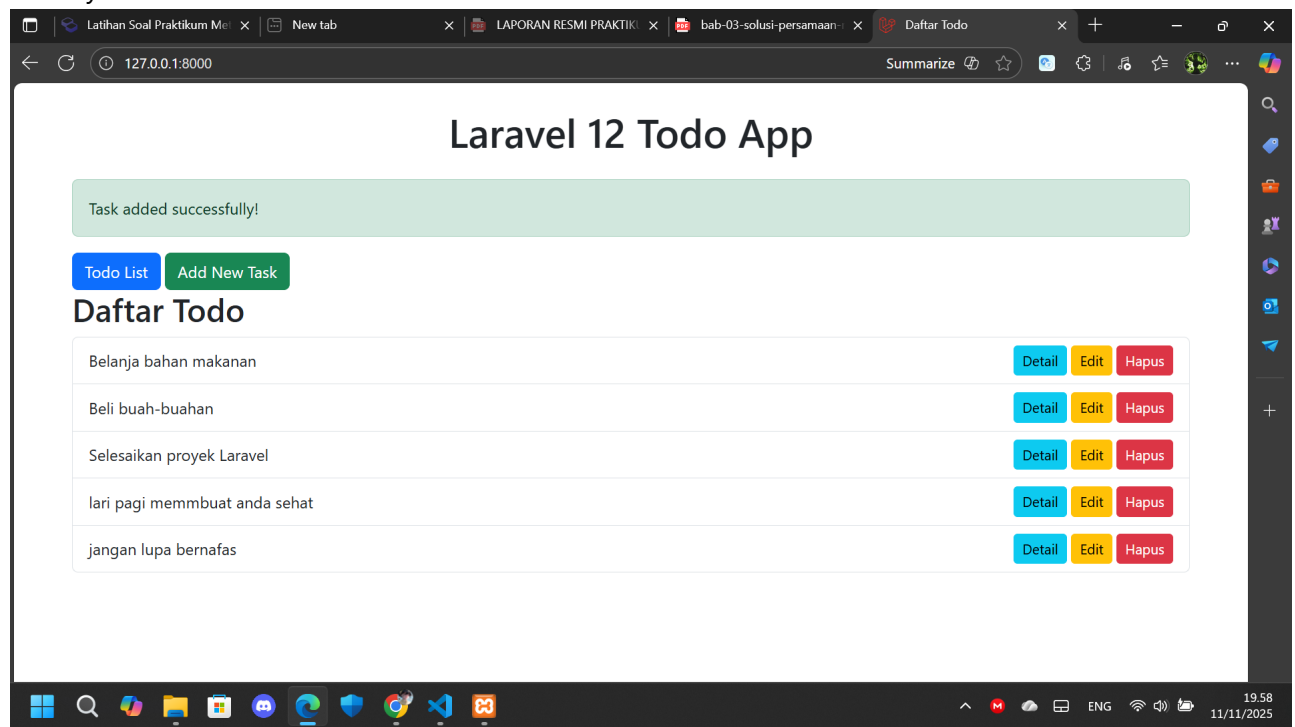 Latihan Soal Praktikum Met
New tab
LAPORAN RESMI PRAKTIKU
bab-03-solusi-persamaan-
Daftar Todo
127.0.0.1:8000
Summarize
Laravel 12 Todo App
Task added successfully!
Todo List Add New Task
Daftar Todo
Belanja bahan makanan Detail Edit Hapus
Beli buah-buahan Detail Edit Hapus
Selesaikan proyek Laravel Detail Edit Hapus
lari pagi memmbuat anda sehat Detail Edit Hapus
jangan lupa bernafas Detail Edit Hapus
ENG
19.58
11/11/2025